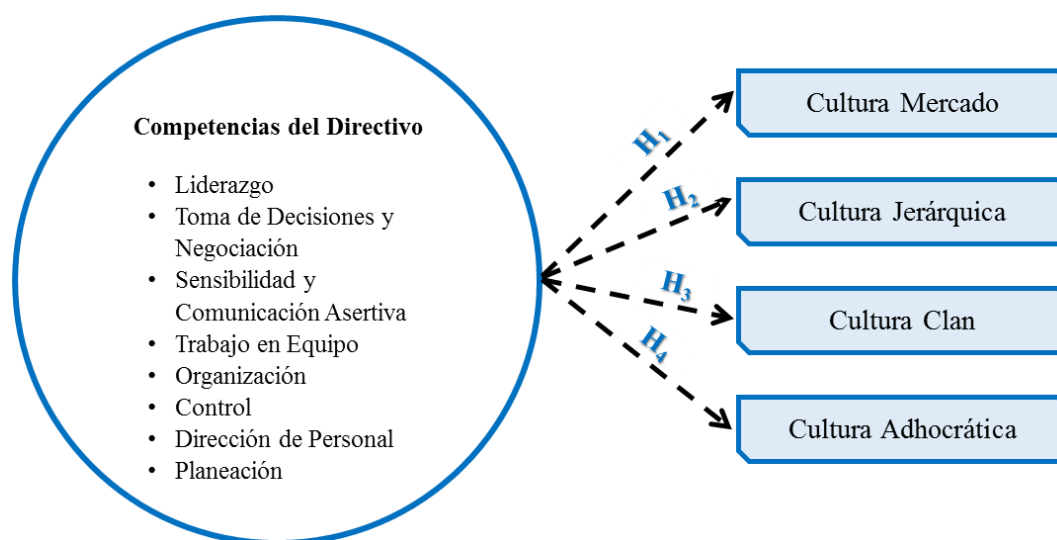 Competencias del Directivo
• Liderazgo
• Toma de Decisiones y
Negociación
• Sensibilidad y
Comunicación Asertiva
• Trabajo en Equipo
• Organización
• Control
• Dirección de Personal
• Planeación
H₁
H₂
H₃
H₄
Cultura Mercado
Cultura Jerárquica
Cultura Clan
Cultura Adhocrática